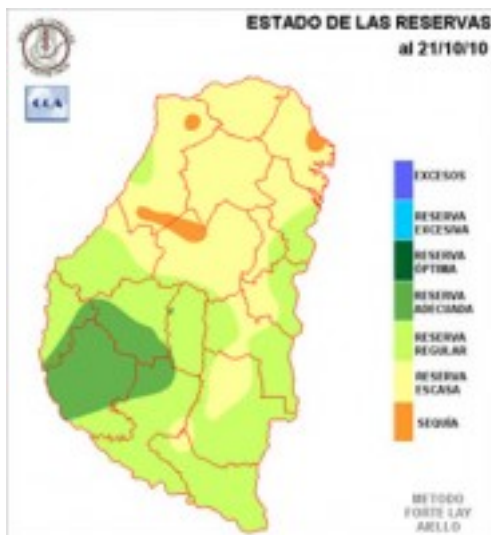 ESTADO DE LAS RESERVAS
al 21/10/10
CCA
EXCESOS
RESERVA
EXCESIVA
RESERVA
ÓPTIMA
RESERVA
ADECUADA
RESERVA
REGULAR
RESERVA
ESCASA
SEQUÍA
METODO
FORTE LAY
AIELLO